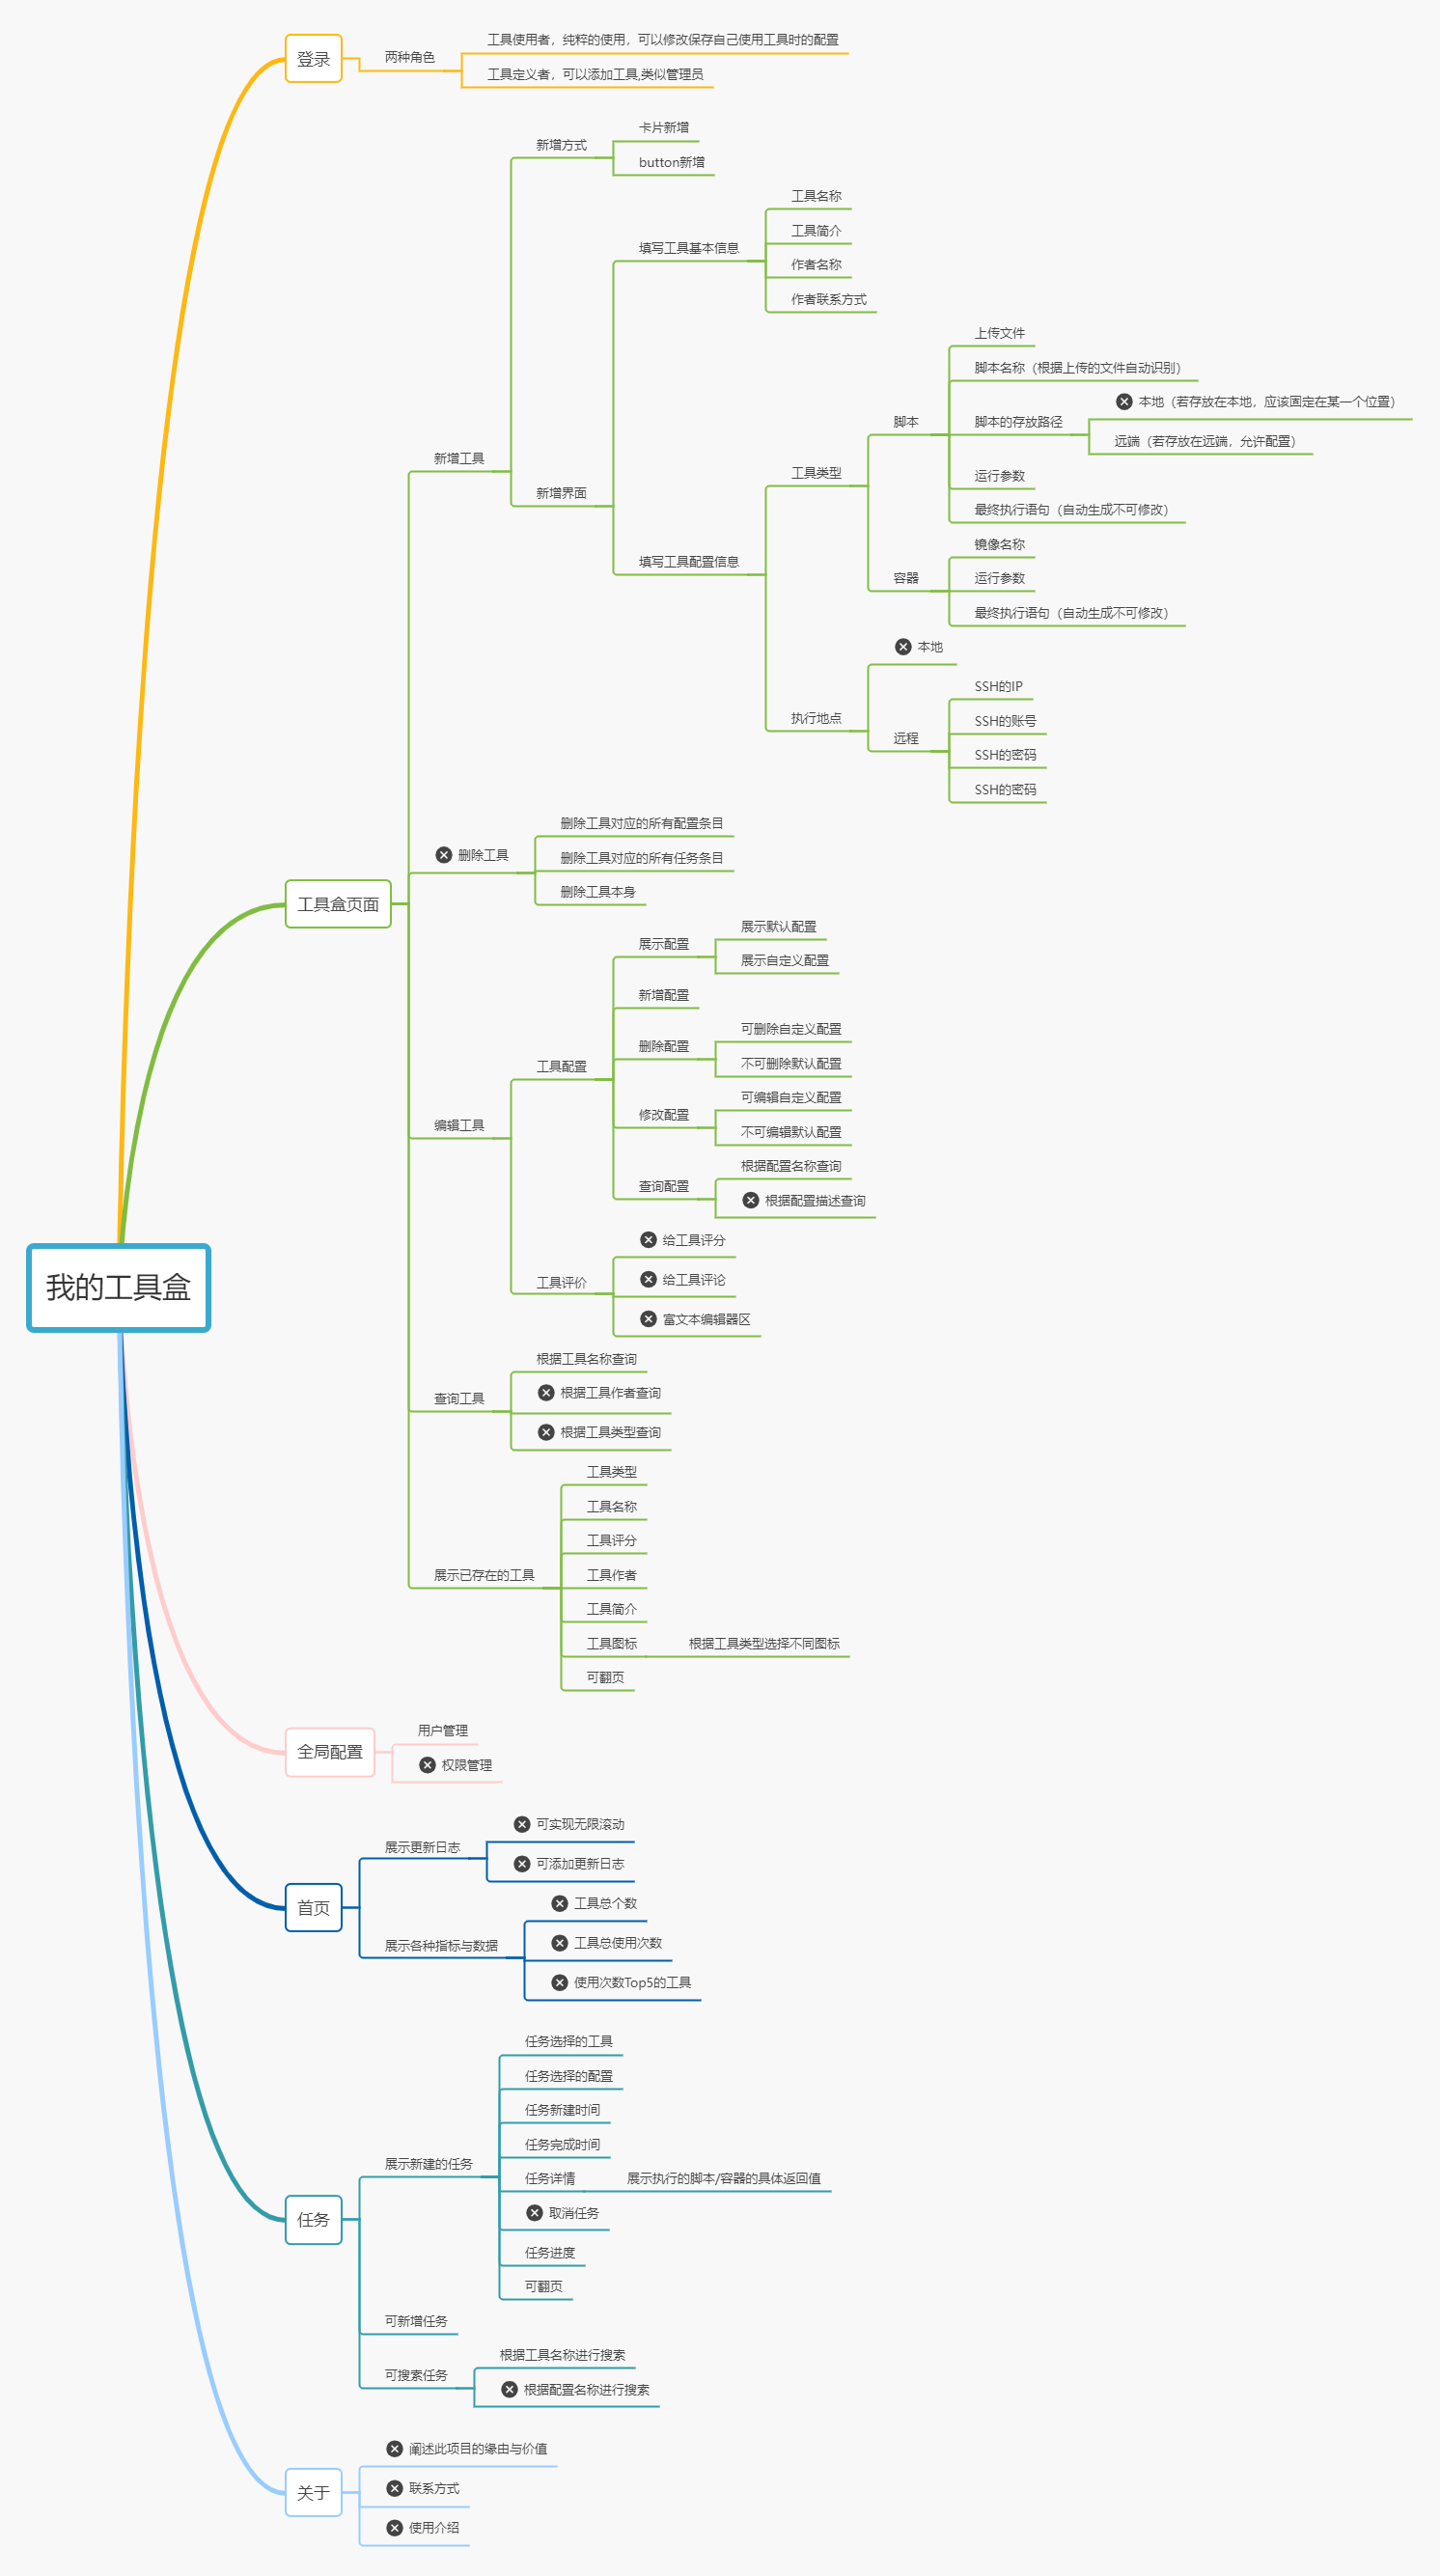 我的工具盒
登录
两种角色
工具使用者，纯粹的使用，可以修改保存自己使用工具时的配置
工具定义者，可以添加工具,类似管理员
工具盒页面
新增工具
新增方式
卡片新增
button新增
新增界面
填写工具基本信息
工具名称
工具简介
作者名称
作者联系方式
填写工具配置信息
工具类型
脚本
上传文件
脚本名称（根据上传的文件自动识别）
脚本的存放路径
本地（若存放在本地，应该固定在某一个位置）
远端（若存放在远端，允许配置）
运行参数
最终执行语句（自动生成不可修改）
容器
镜像名称
运行参数
最终执行语句（自动生成不可修改）
执行地点
本地
远程
SSH的IP
SSH的账号
SSH的密码
SSH的密码
删除工具
删除工具对应的所有配置条目
删除工具对应的所有任务条目
删除工具本身
编辑工具
工具配置
展示配置
展示默认配置
展示自定义配置
新增配置
删除配置
可删除自定义配置
不可删除默认配置
修改配置
可编辑自定义配置
不可编辑默认配置
查询配置
根据配置名称查询
根据配置描述查询
工具评价
给工具评分
给工具评论
富文本编辑器区
查询工具
根据工具名称查询
根据工具作者查询
根据工具类型查询
展示已存在的工具
工具类型
工具名称
工具评分
工具作者
工具简介
工具图标
根据工具类型选择不同图标
可翻页
全局配置
用户管理
权限管理
首页
展示更新日志
可实现无限滚动
可添加更新日志
展示各种指标与数据
工具总个数
工具总使用次数
使用次数Top5的工具
任务
展示新建的任务
任务选择的工具
任务选择的配置
任务新建时间
任务完成时间
任务详情
展示执行的脚本/容器的具体返回值
取消任务
任务进度
可翻页
可新增任务
可搜索任务
根据工具名称进行搜素
根据配置名称进行搜素
关于
阐述此项目的缘由与价值
联系方式
使用介绍